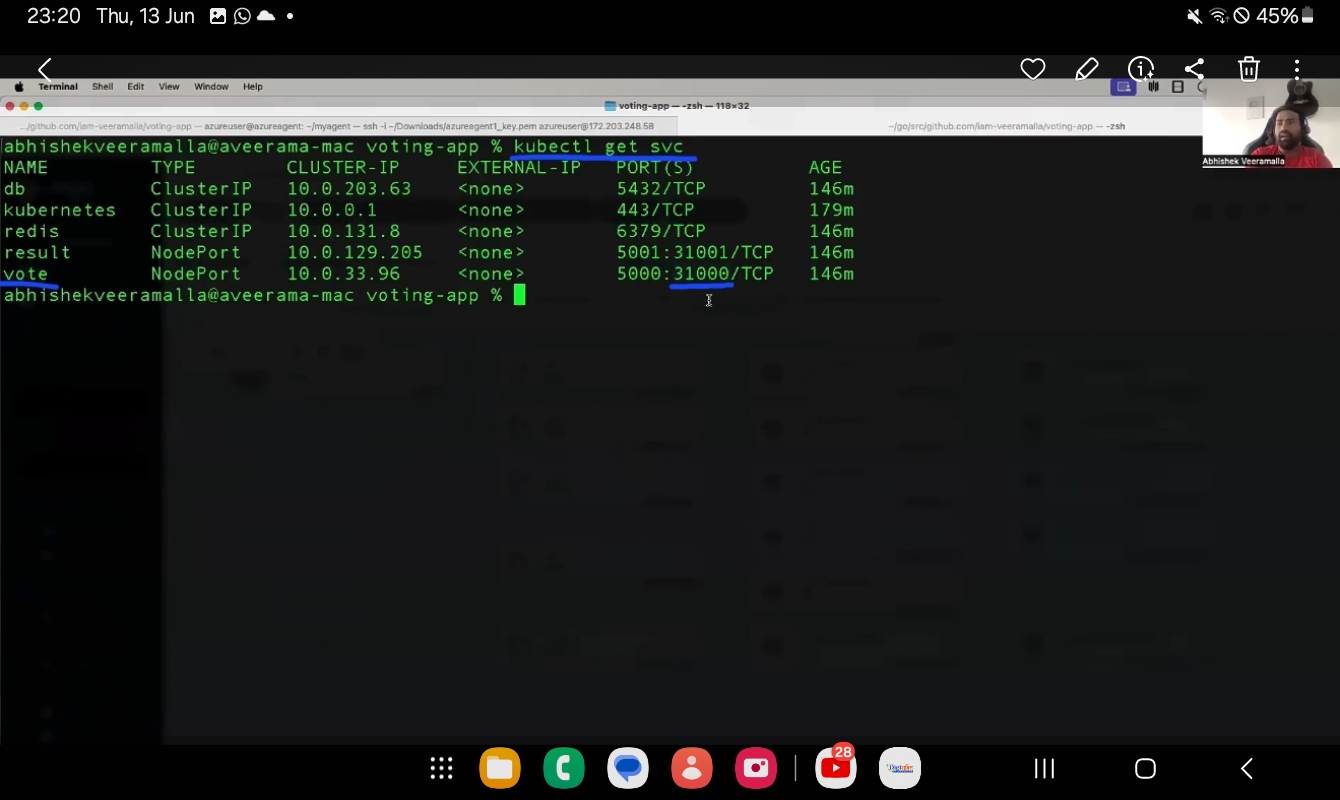 23:20 Thu, 13 Jun
45%
Terminal Shell Edit View Window Help
voting-app — -zsh — 118×32
.../github.com/iam-veeramalla/voting-app — azureuser@azureagent: ~/myagent — ssh -i ~/Downloads/azureagent1_key.pem azureuser@172.203.248.58
~/go/src/github.com/iam-veeramalla/voting-app — -zsh
abhishekveeramalla@aveerama-mac voting-app % kubectl get svc
NAME TYPE CLUSTER-IP EXTERNAL-IP PORT(S) AGE
db ClusterIP 10.0.203.63 <none> 5432/TCP 146m
kubernetes ClusterIP 10.0.0.1 <none> 443/TCP 179m
redis ClusterIP 10.0.131.8 <none> 6379/TCP 146m
result NodePort 10.0.129.205 <none> 5001:31001/TCP 146m
vote NodePort 10.0.33.96 <none> 5000:31000/TCP 146m
abhishekveeramalla@aveerama-mac voting-app %
Abhishek Veeramalla
28